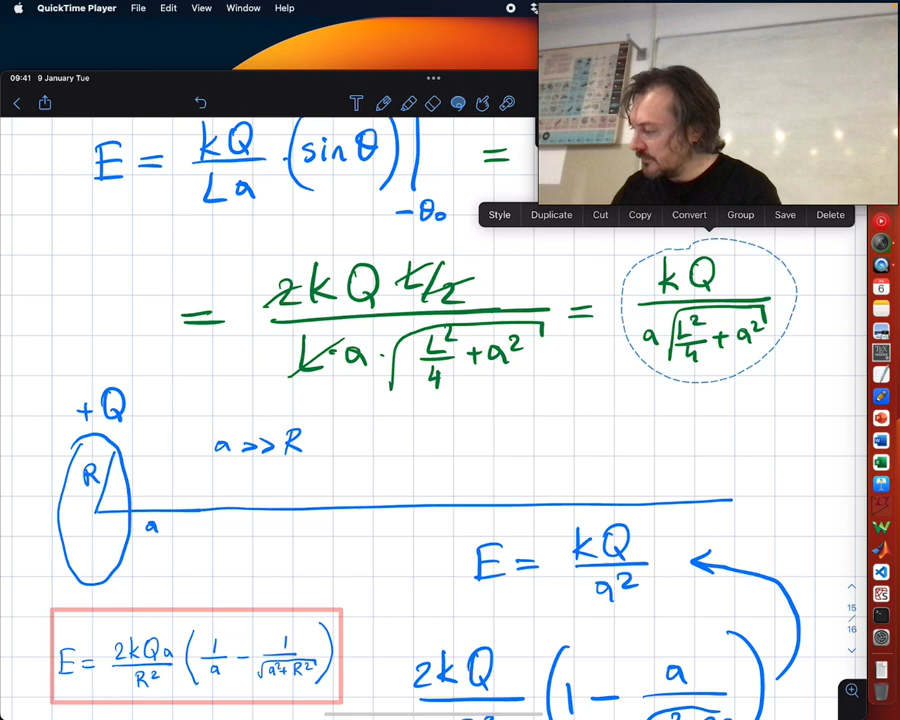 QuickTime Player File Edit View Window Help
09:41 9 January Tue
E = kQ/La · (sin θ) | =
-θ₀
Style Duplicate Cut Copy Convert Group Save Delete
= 2kQ L/2 / (L·a·√(L²/4 + a²)) = kQ / (a√(L²/4 + a²))
+Q
a >> R
R
a
E = kQ/a²
15
16
E = 2kQa/R² (1/a - 1/√(a²+R²))
2kQ (1 - a